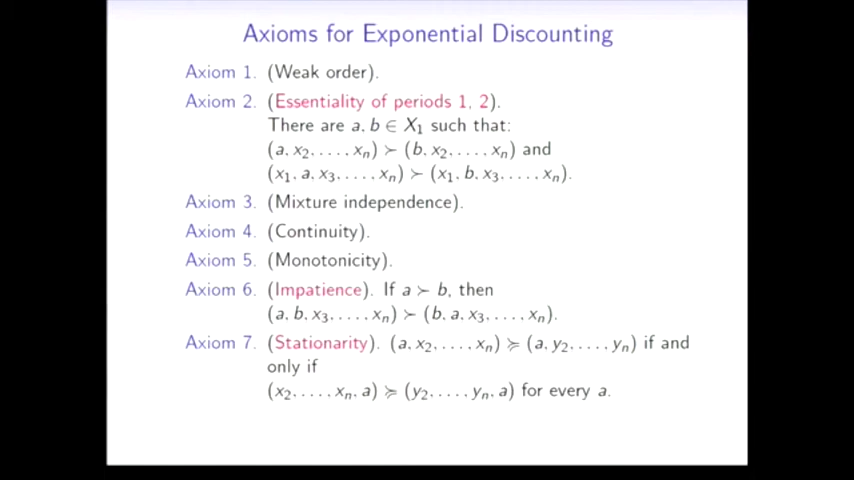 Axioms for Exponential Discounting
Axiom 1. (Weak order).
Axiom 2. (Essentiality of periods 1, 2).
There are a, b ∈ X₁ such that:
(a, x₂, . . . , xₙ) ≻ (b, x₂, . . . , xₙ) and
(x₁, a, x₃, . . . , xₙ) ≻ (x₁, b, x₃, . . . , xₙ).
Axiom 3. (Mixture independence).
Axiom 4. (Continuity).
Axiom 5. (Monotonicity).
Axiom 6. (Impatience). If a ≻ b, then
(a, b, x₃, . . . , xₙ) ≻ (b, a, x₃, . . . , xₙ).
Axiom 7. (Stationarity). (a, x₂, . . . , xₙ) ≽ (a, y₂, . . . , yₙ) if and
only if
(x₂, . . . , xₙ, a) ≽ (y₂, . . . , yₙ, a) for every a.